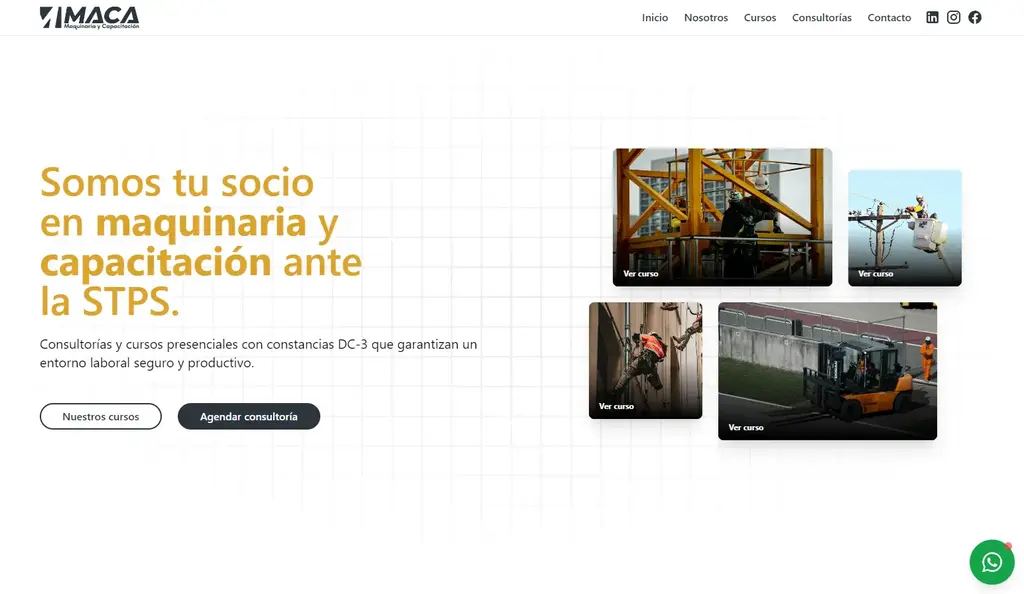 MACA
Maquinaria y Capacitación
Inicio
Nosotros
Cursos
Consultorías
Contacto
Somos tu socio
en maquinaria y
capacitación ante
la STPS.
Consultorías y cursos presenciales con constancias DC-3 que garantizan un
entorno laboral seguro y productivo.
Nuestros cursos
Agendar consultoría
Ver curso
Ver curso
Ver curso
Ver curso